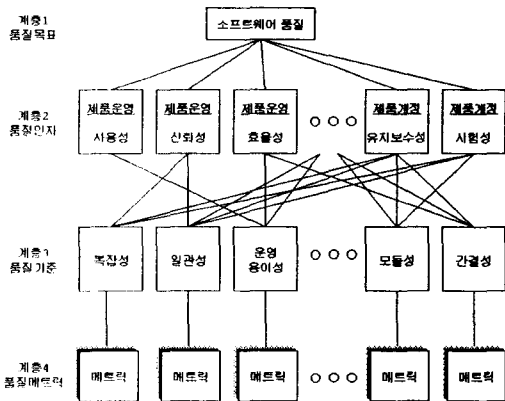 계층1
품질목표
소프트웨어 품질
계층2
품질인자
제품운영
사용성
제품운영
신뢰성
제품운영
효율성
제품개정
유지보수성
제품개정
시험성
계층3
품질기준
복잡성
일관성
운영
용이성
모듈성
간결성
계층4
품질메트릭
메트릭
메트릭
메트릭
메트릭
메트릭